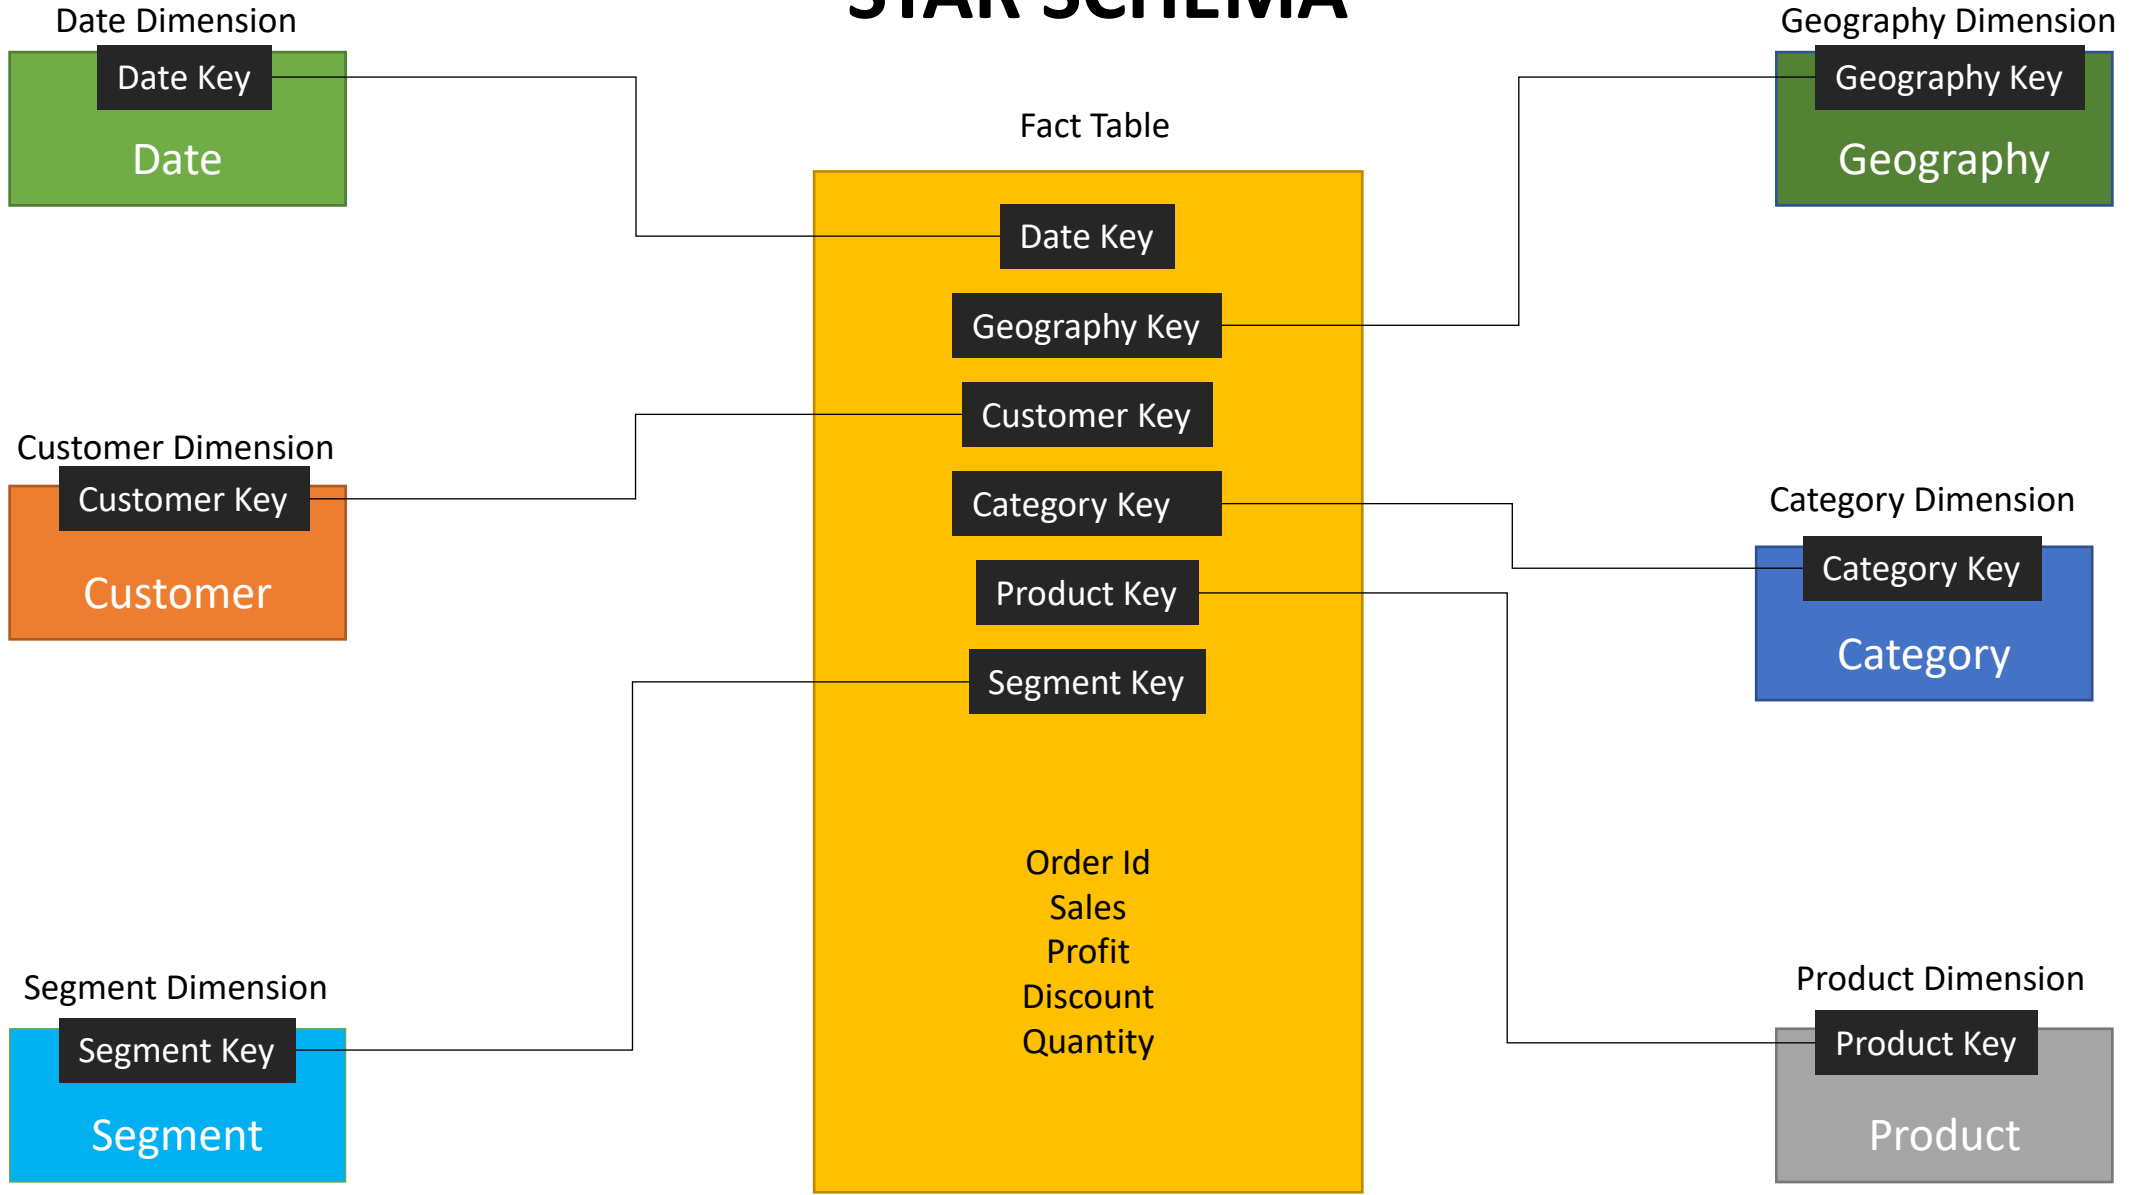 STAR SCHEMA
Date Dimension
Date Key
Date
Customer Dimension
Customer Key
Customer
Segment Dimension
Segment Key
Segment
Fact Table
Date Key
Geography Key
Customer Key
Category Key
Product Key
Segment Key
Order Id
Sales
Profit
Discount
Quantity
Geography Dimension
Geography Key
Geography
Category Dimension
Category Key
Category
Product Dimension
Product Key
Product